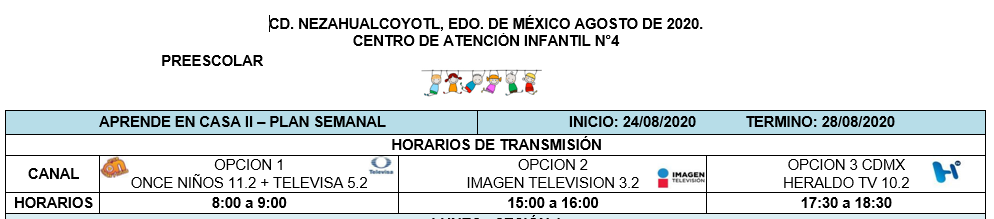 CD. NEZAHUALCOYOTL, EDO. DE MÉXICO AGOSTO DE 2020.
CENTRO DE ATENCIÓN INFANTIL N°4
PREESCOLAR
APRENDE EN CASA II – PLAN SEMANAL INICIO: 24/08/2020 TERMINO: 28/08/2020
HORARIOS DE TRANSMISIÓN
CANAL
OPCION 1
ONCE NIÑOS 11.2 + TELEVISA 5.2
Televisa
OPCION 2
IMAGEN TELEVISION 3.2
IMAGEN
TELEVISIÓN
OPCION 3 CDMX
HERALDO TV 10.2
HORARIOS 8:00 a 9:00 15:00 a 16:00 17:30 a 18:30